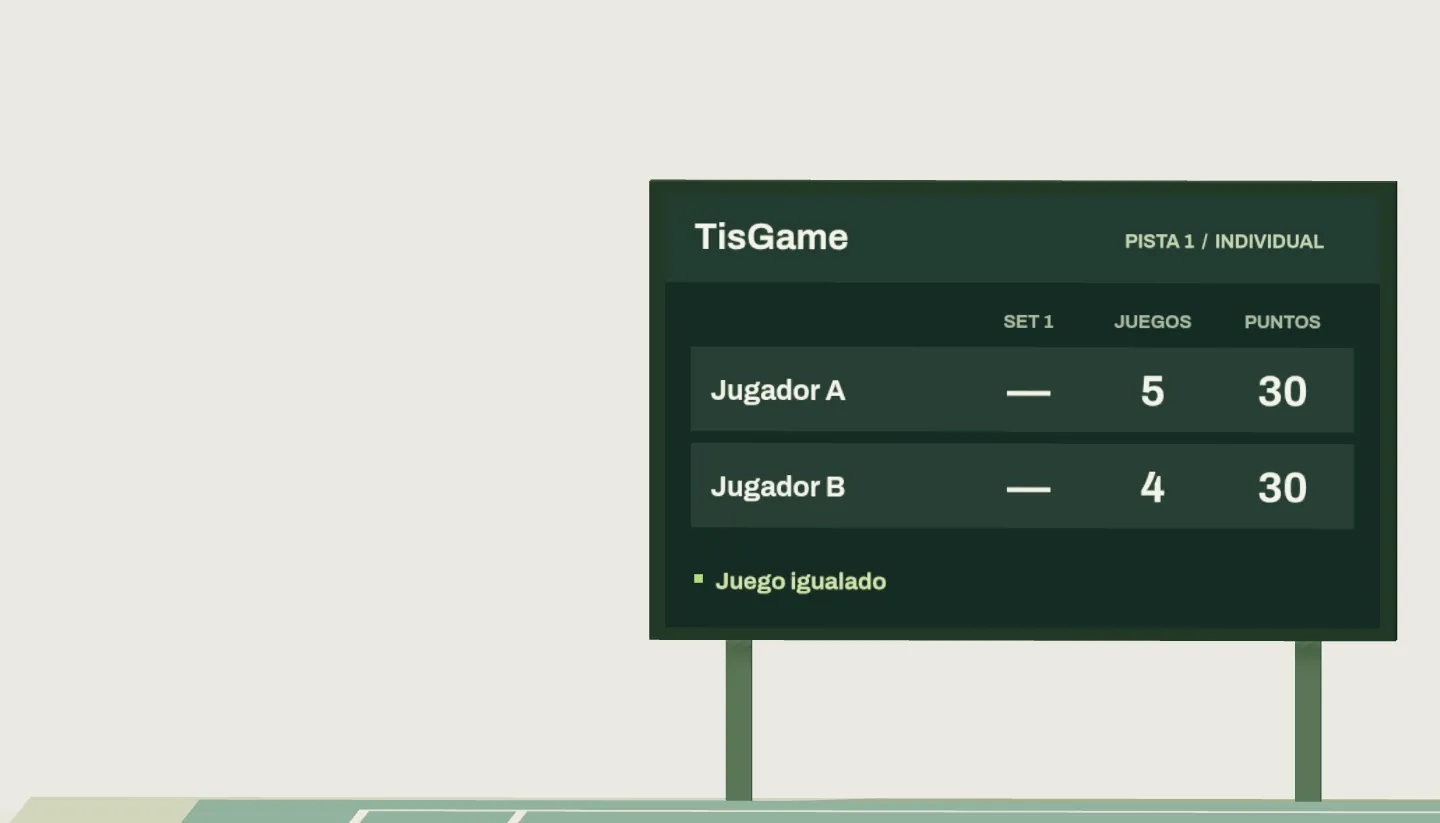 TisGame
PISTA 1 / INDIVIDUAL
SET 1 JUEGOS PUNTOS
Jugador A — 5 30
Jugador B — 4 30
Juego igualado